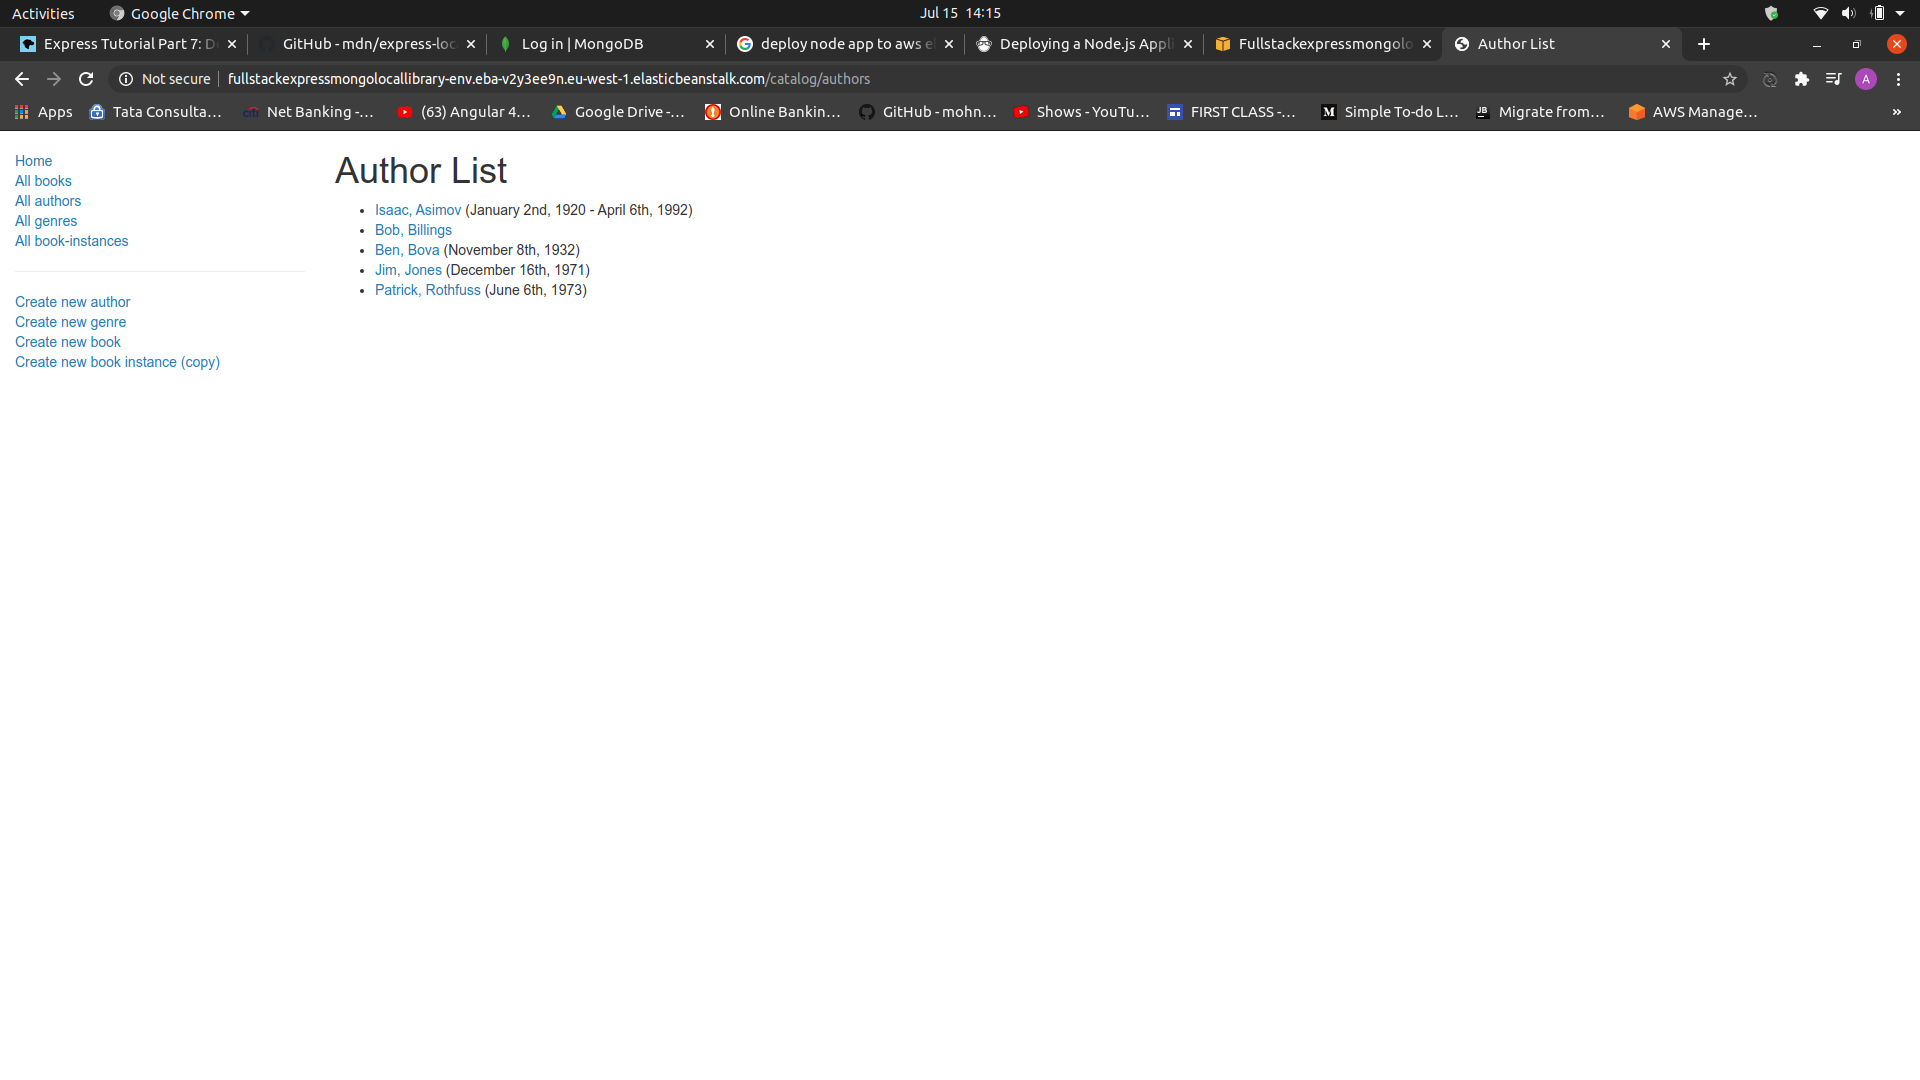 Activities Google Chrome Jul 15 14:15
Express Tutorial Part 7: D GitHub - mdn/express-loc Log in | MongoDB deploy node app to aws el Deploying a Node.js Appli Fullstackexpressmongolo Author List
Not secure fullstackexpressmongolocallibrary-env.eba-v2y3ee9n.eu-west-1.elasticbeanstalk.com/catalog/authors A
Apps Tata Consulta... citi Net Banking -... (63) Angular 4... Google Drive -... Online Bankin... GitHub - mohn... Shows - YouTu... FIRST CLASS -... M Simple To-do L... JB Migrate from... AWS Manage... »
Home
All books
All authors
All genres
All book-instances
Create new author
Create new genre
Create new book
Create new book instance (copy)
Author List
• Isaac, Asimov (January 2nd, 1920 - April 6th, 1992)
• Bob, Billings
• Ben, Bova (November 8th, 1932)
• Jim, Jones (December 16th, 1971)
• Patrick, Rothfuss (June 6th, 1973)